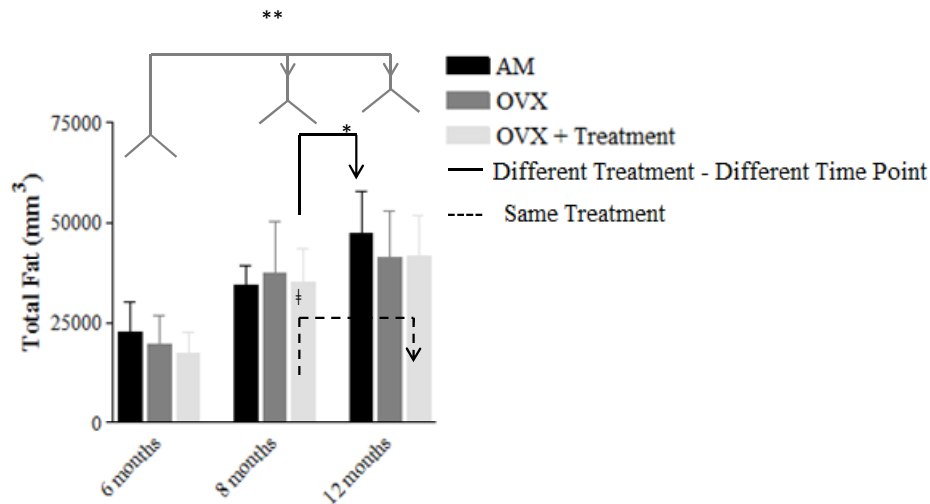 **
AM
OVX
OVX + Treatment
Different Treatment - Different Time Point
Same Treatment
*
‡
Total Fat (mm³)
75000
50000
25000
0
6 months
8 months
12 months